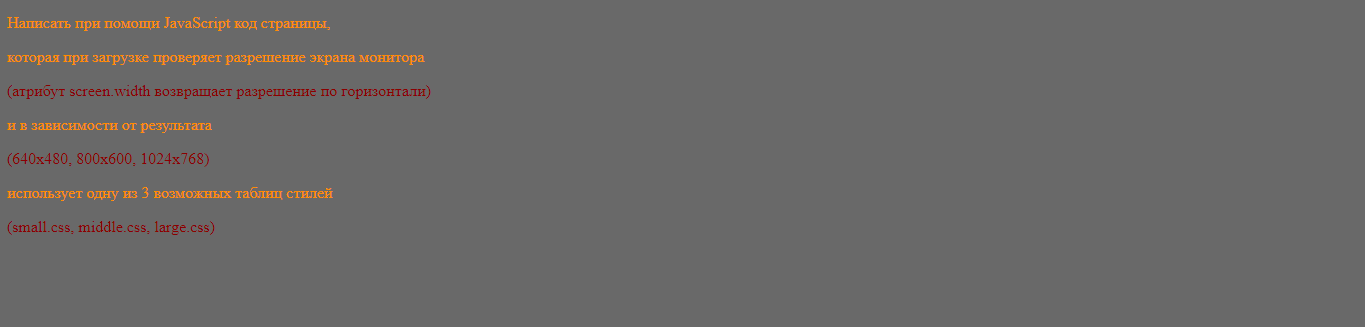 Написать при помощи JavaScript код страницы,
которая при загрузке проверяет разрешение экрана монитора
(атрибут screen.width возвращает разрешение по горизонтали)
и в зависимости от результата
(640x480, 800x600, 1024x768)
использует одну из 3 возможных таблиц стилей
(small.css, middle.css, large.css)